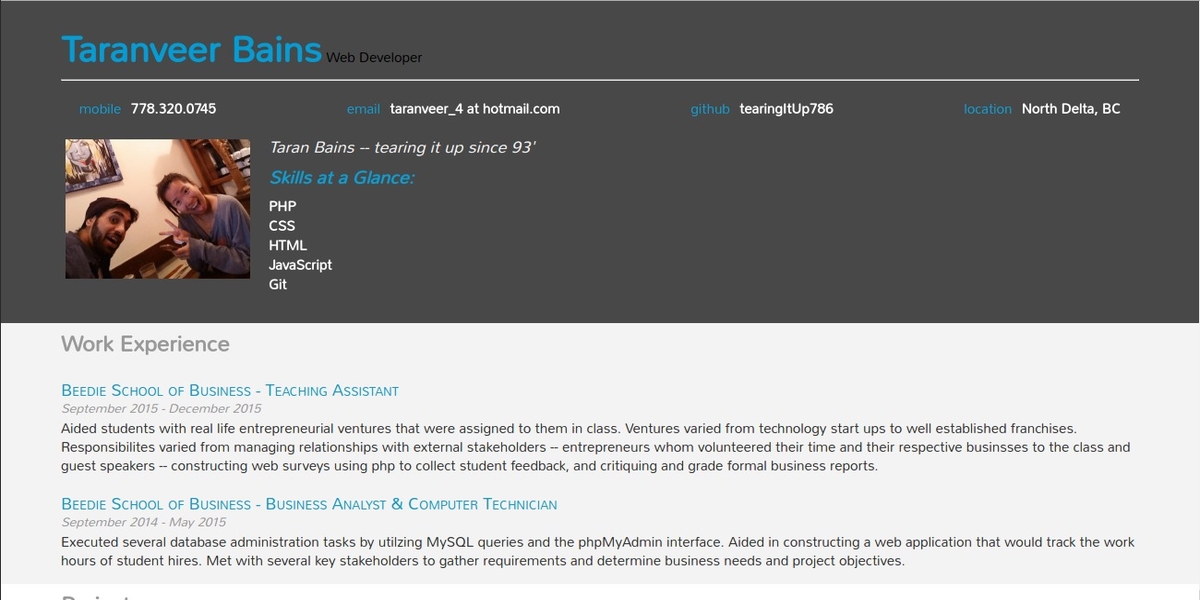 Taranveer Bains Web Developer
mobile 778.320.0745 email taranveer_4 at hotmail.com github tearingItUp786 location North Delta, BC
Taran Bains -- tearing it up since 93'
Skills at a Glance:
PHP
CSS
HTML
JavaScript
Git
Work Experience
Beedie School of Business - Teaching Assistant
September 2015 - December 2015
Aided students with real life entrepreneurial ventures that were assigned to them in class. Ventures varied from technology start ups to well established franchises.
Responsibilites varied from managing relationships with external stakeholders -- entrepreneurs whom volunteered their time and their respective businsses to the class and
guest speakers -- constructing web surveys using php to collect student feedback, and critiquing and grade formal business reports.
Beedie School of Business - Business Analyst & Computer Technician
September 2014 - May 2015
Executed several database administration tasks by utilzing MySQL queries and the phpMyAdmin interface. Aided in constructing a web application that would track the work
hours of student hires. Met with several key stakeholders to gather requirements and determine business needs and project objectives.